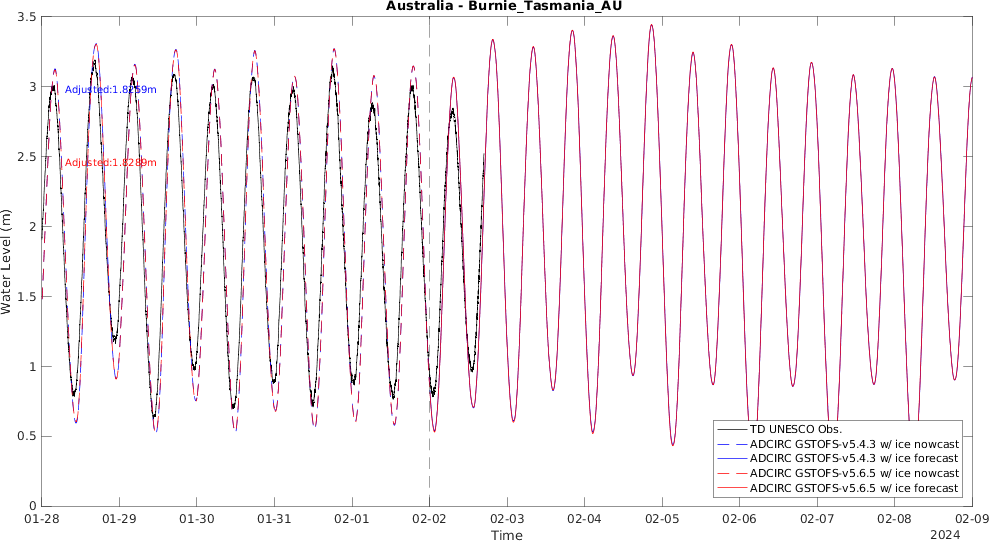 Australia - Burnie_Tasmania_AU
3.5
3
2.5
2
1.5
1
0.5
0
Water Level (m)
Adjusted:1.8259m
Adjusted:1.8289m
TD UNESCO Obs.
ADCIRC GSTOFS-v5.4.3 w/ ice nowcast
ADCIRC GSTOFS-v5.4.3 w/ ice forecast
ADCIRC GSTOFS-v5.6.5 w/ ice nowcast
ADCIRC GSTOFS-v5.6.5 w/ ice forecast
01-28 01-29 01-30 01-31 02-01 02-02 02-03 02-04 02-05 02-06 02-07 02-08 02-09
Time
2024